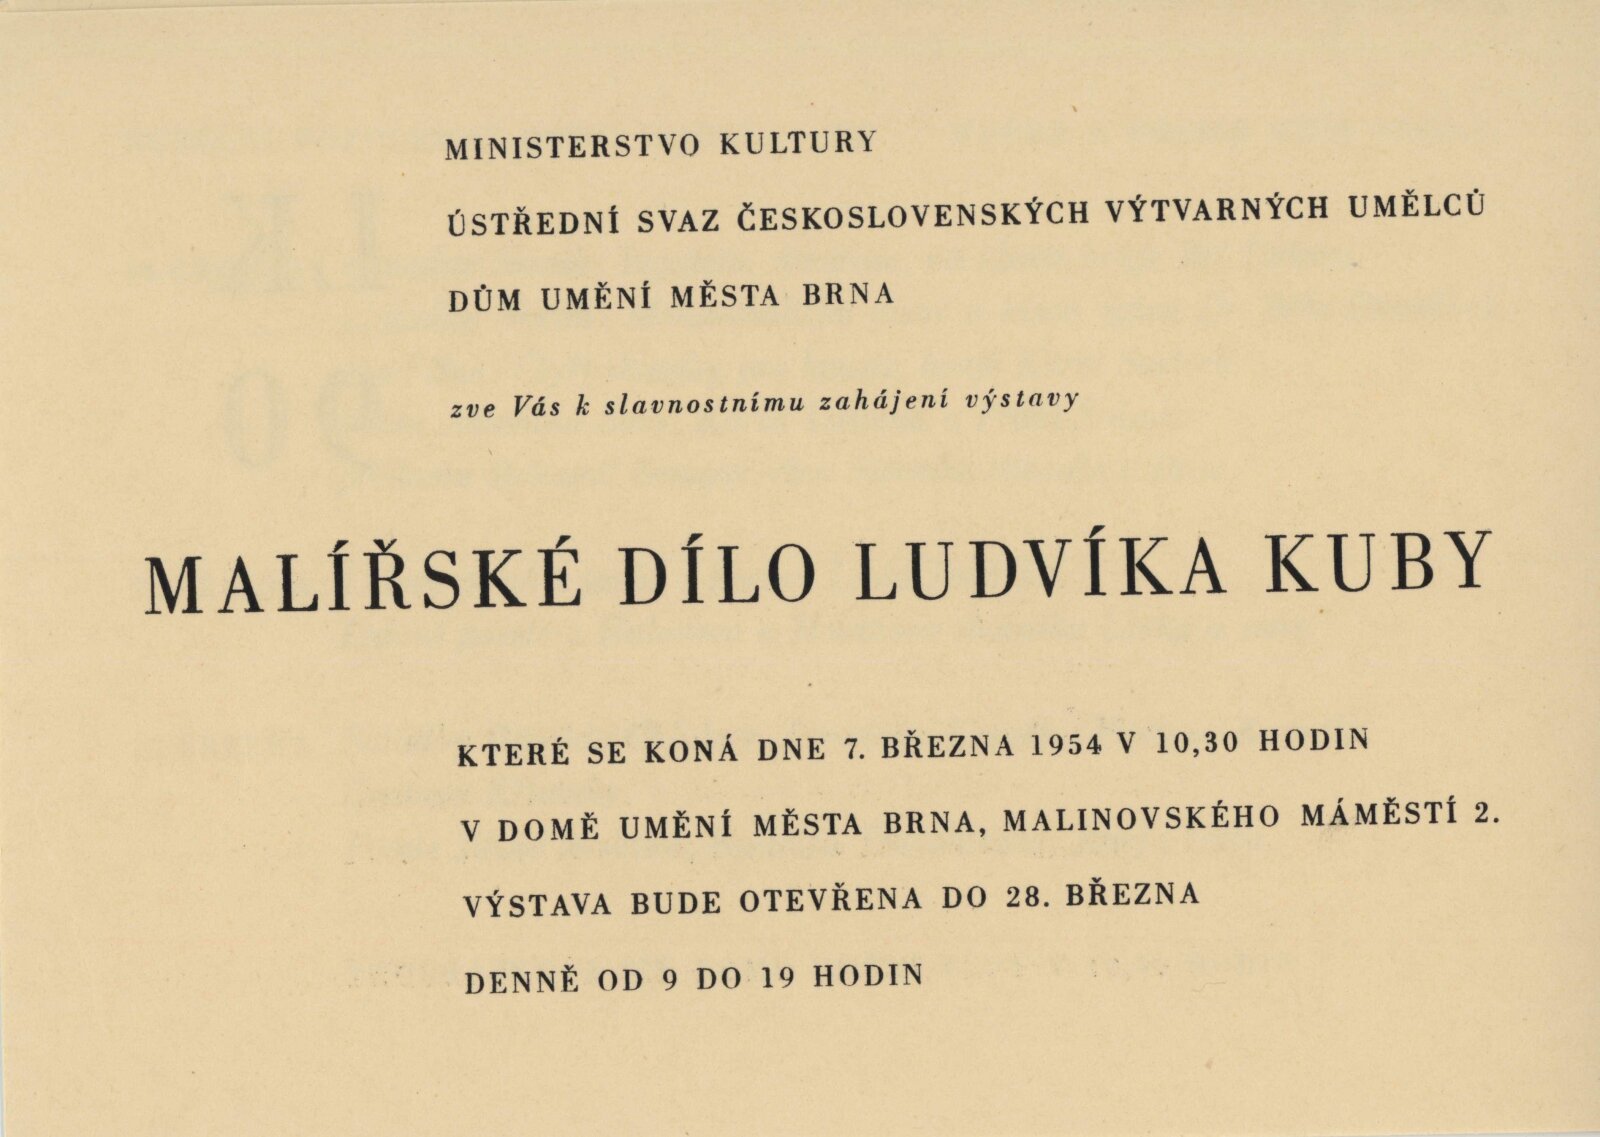 MINISTERSTVO KULTURY
ÚSTŘEDNÍ SVAZ ČESKOSLOVENSKÝCH VÝTVARNÝCH UMĚLCŮ
DŮM UMĚNÍ MĚSTA BRNA
zve Vás k slavnostnímu zahájení výstavy
MALÍŘSKÉ DÍLO LUDVÍKA KUBY
KTERÉ SE KONÁ DNE 7. BŘEZNA 1954 V 10,30 HODIN
V DOMĚ UMĚNÍ MĚSTA BRNA, MALINOVSKÉHO MÁMĚSTÍ 2.
VÝSTAVA BUDE OTEVŘENA DO 28. BŘEZNA
DENNĚ OD 9 DO 19 HODIN